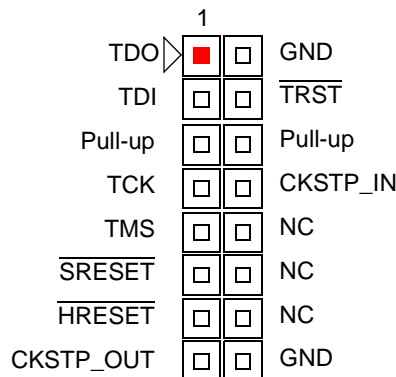 1
TDO GND
TDI TRST
Pull-up Pull-up
TCK CKSTP_IN
TMS NC
SRESET NC
HRESET NC
CKSTP_OUT GND